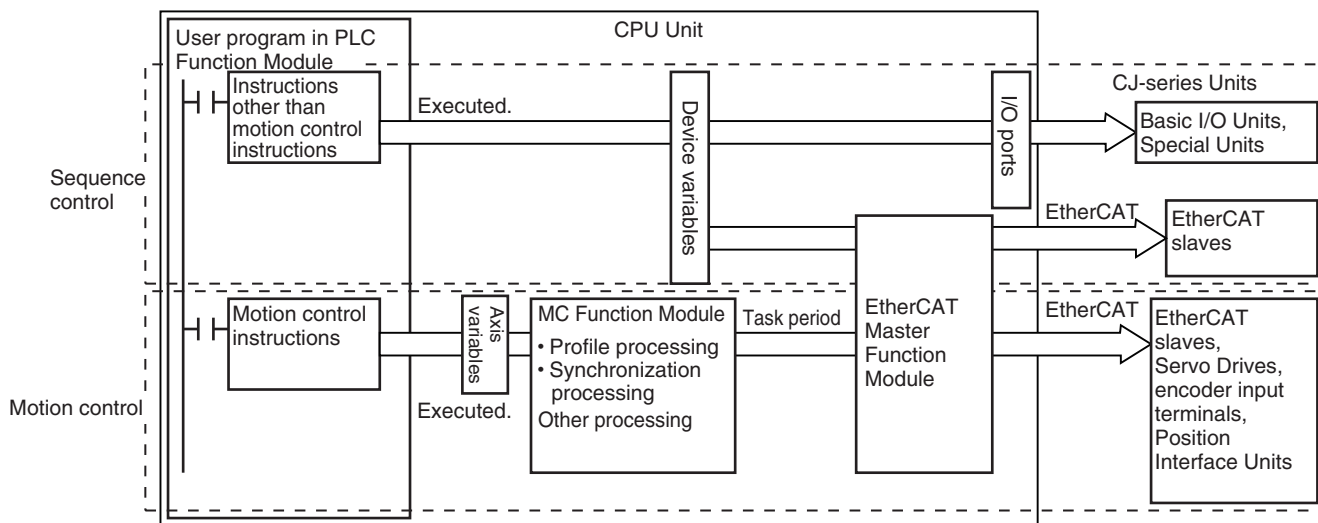 CPU Unit
User program in PLC
Function Module
Instructions
other than
motion control
instructions
Executed.
Device variables
I/O ports
CJ-series Units
Basic I/O Units,
Special Units
Sequence
control
EtherCAT
EtherCAT
slaves
Motion control
Motion control
instructions
Axis
variables
Executed.
MC Function Module
• Profile processing
• Synchronization
processing
Other processing
Task period
EtherCAT
Master
Function
Module
EtherCAT
EtherCAT
slaves,
Servo Drives,
encoder input
terminals,
Position
Interface Units